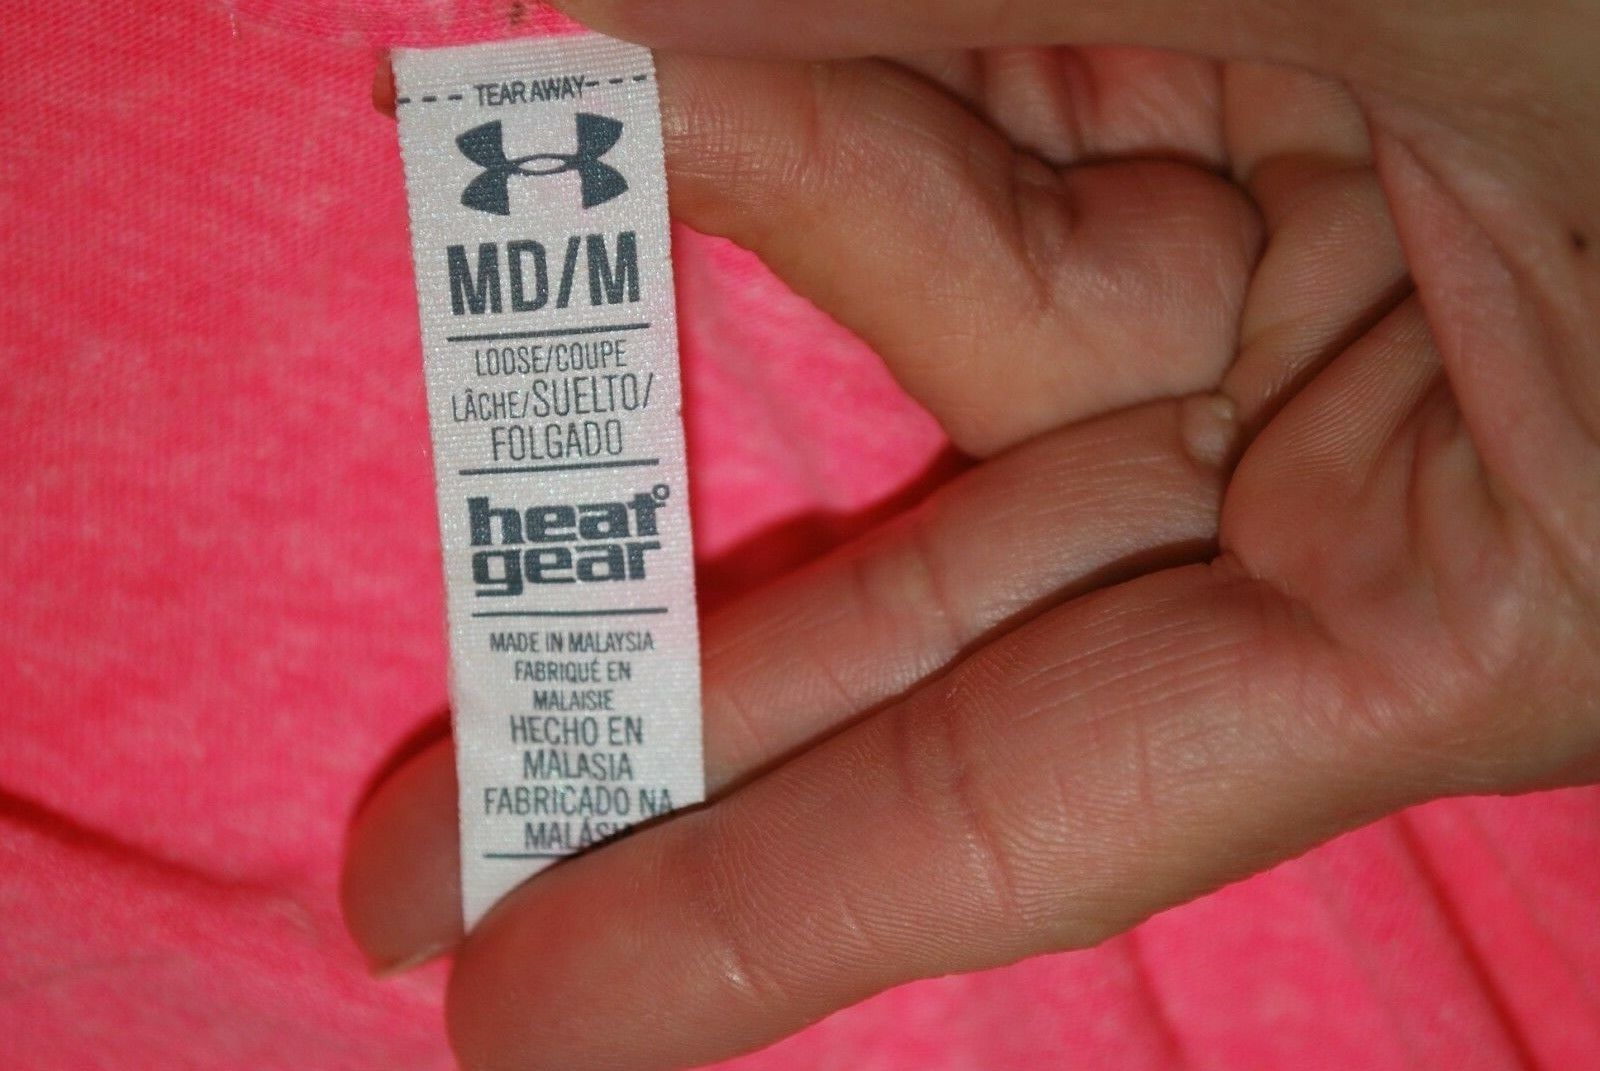 - - - - TEAR AWAY- - - -
MD/M
LOOSE/COUPE
LÂCHE/SUELTO/
FOLGADO
heat°
gear
MADE IN MALAYSIA
FABRIQUÉ EN
MALAISIE
HECHO EN
MALASIA
FABRICADO NA
MALÁSIA